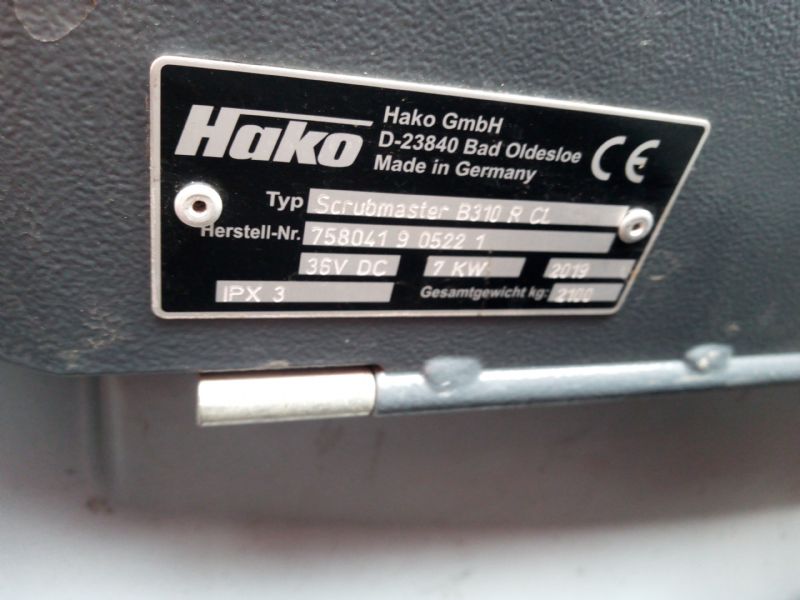 Hako
Hako GmbH
D-23840 Bad Oldesloe
Made in Germany
CE
Typ Scrubmaster B310 R CL
Herstell-Nr. 758041 9 0522 1
36V DC 7 KW 2019
IPX 3 Gesamtgewicht kg: 2100